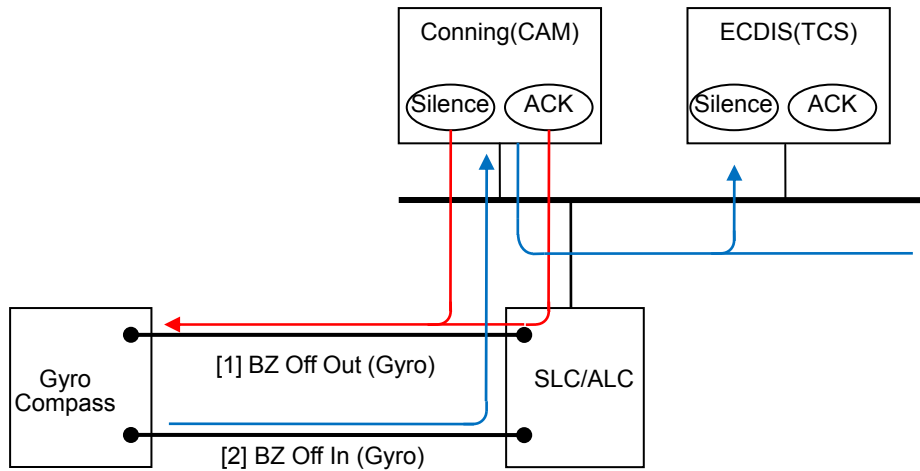 Conning(CAM)
Silence
ACK
ECDIS(TCS)
Silence
ACK
Gyro
Compass
[1] BZ Off Out (Gyro)
SLC/ALC
[2] BZ Off In (Gyro)